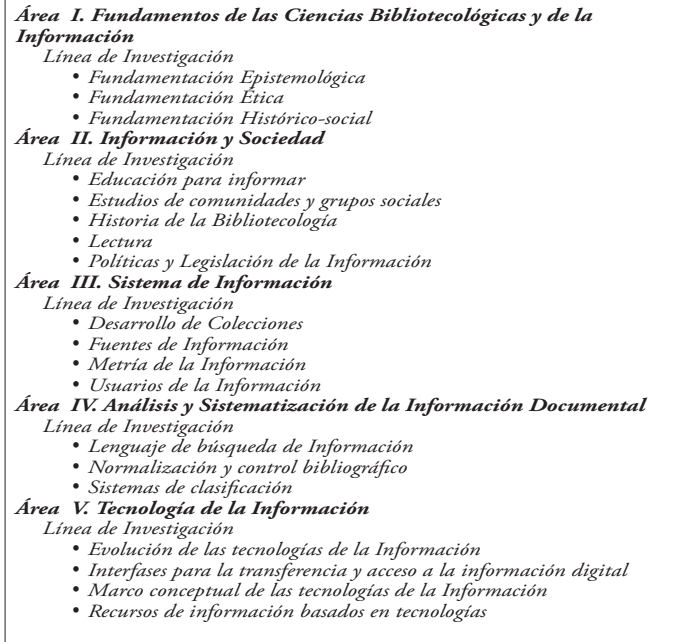 Área I. Fundamentos de las Ciencias Bibliotecológicas y de la
Información
Línea de Investigación
• Fundamentación Epistemológica
• Fundamentación Ética
• Fundamentación Histórico-social
Área II. Información y Sociedad
Línea de Investigación
• Educación para informar
• Estudios de comunidades y grupos sociales
• Historia de la Bibliotecología
• Lectura
• Políticas y Legislación de la Información
Área III. Sistema de Información
Línea de Investigación
• Desarrollo de Colecciones
• Fuentes de Información
• Metría de la Información
• Usuarios de la Información
Área IV. Análisis y Sistematización de la Información Documental
Línea de Investigación
• Lenguaje de búsqueda de Información
• Normalización y control bibliográfico
• Sistemas de clasificación
Área V. Tecnología de la Información
Línea de Investigación
• Evolución de las tecnologías de la Información
• Interfases para la transferencia y acceso a la información digital
• Marco conceptual de las tecnologías de la Información
• Recursos de información basados en tecnologías